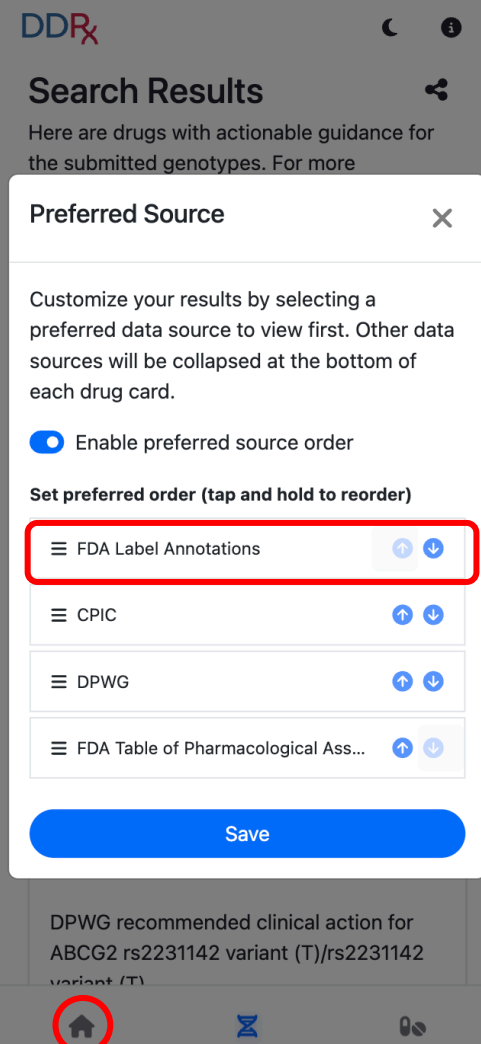 DDRx
Search Results
Here are drugs with actionable guidance for
the submitted genotypes. For more
Preferred Source
Customize your results by selecting a
preferred data source to view first. Other data
sources will be collapsed at the bottom of
each drug card.
Enable preferred source order
Set preferred order (tap and hold to reorder)
FDA Label Annotations
CPIC
DPWG
FDA Table of Pharmacological Ass...
Save
DPWG recommended clinical action for
ABCG2 rs2231142 variant (T)/rs2231142
variant (T)